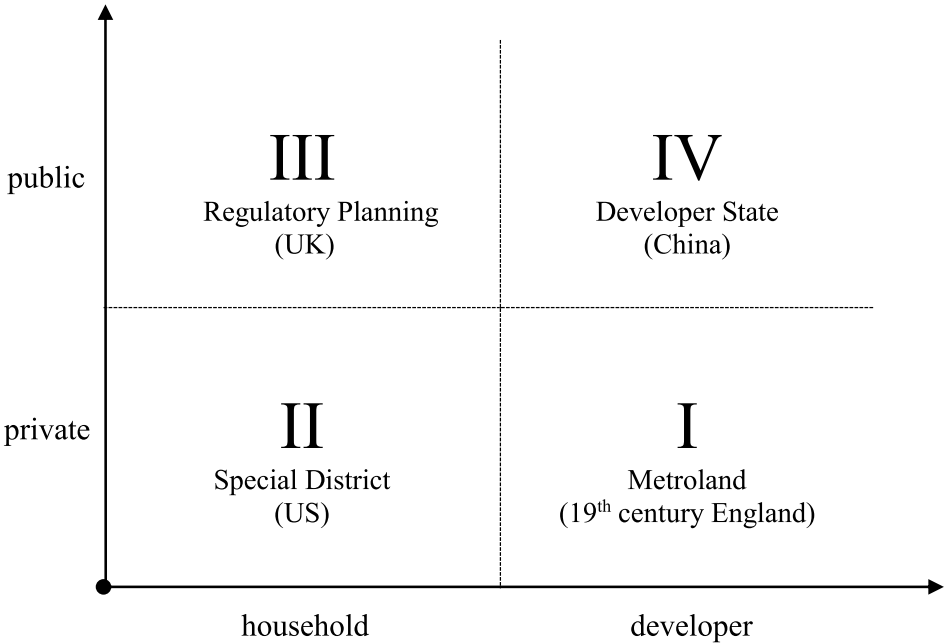 public
III
Regulatory Planning
(UK)
IV
Developer State
(China)
private
II
Special District
(US)
I
Metroland
(19th century England)
household
developer